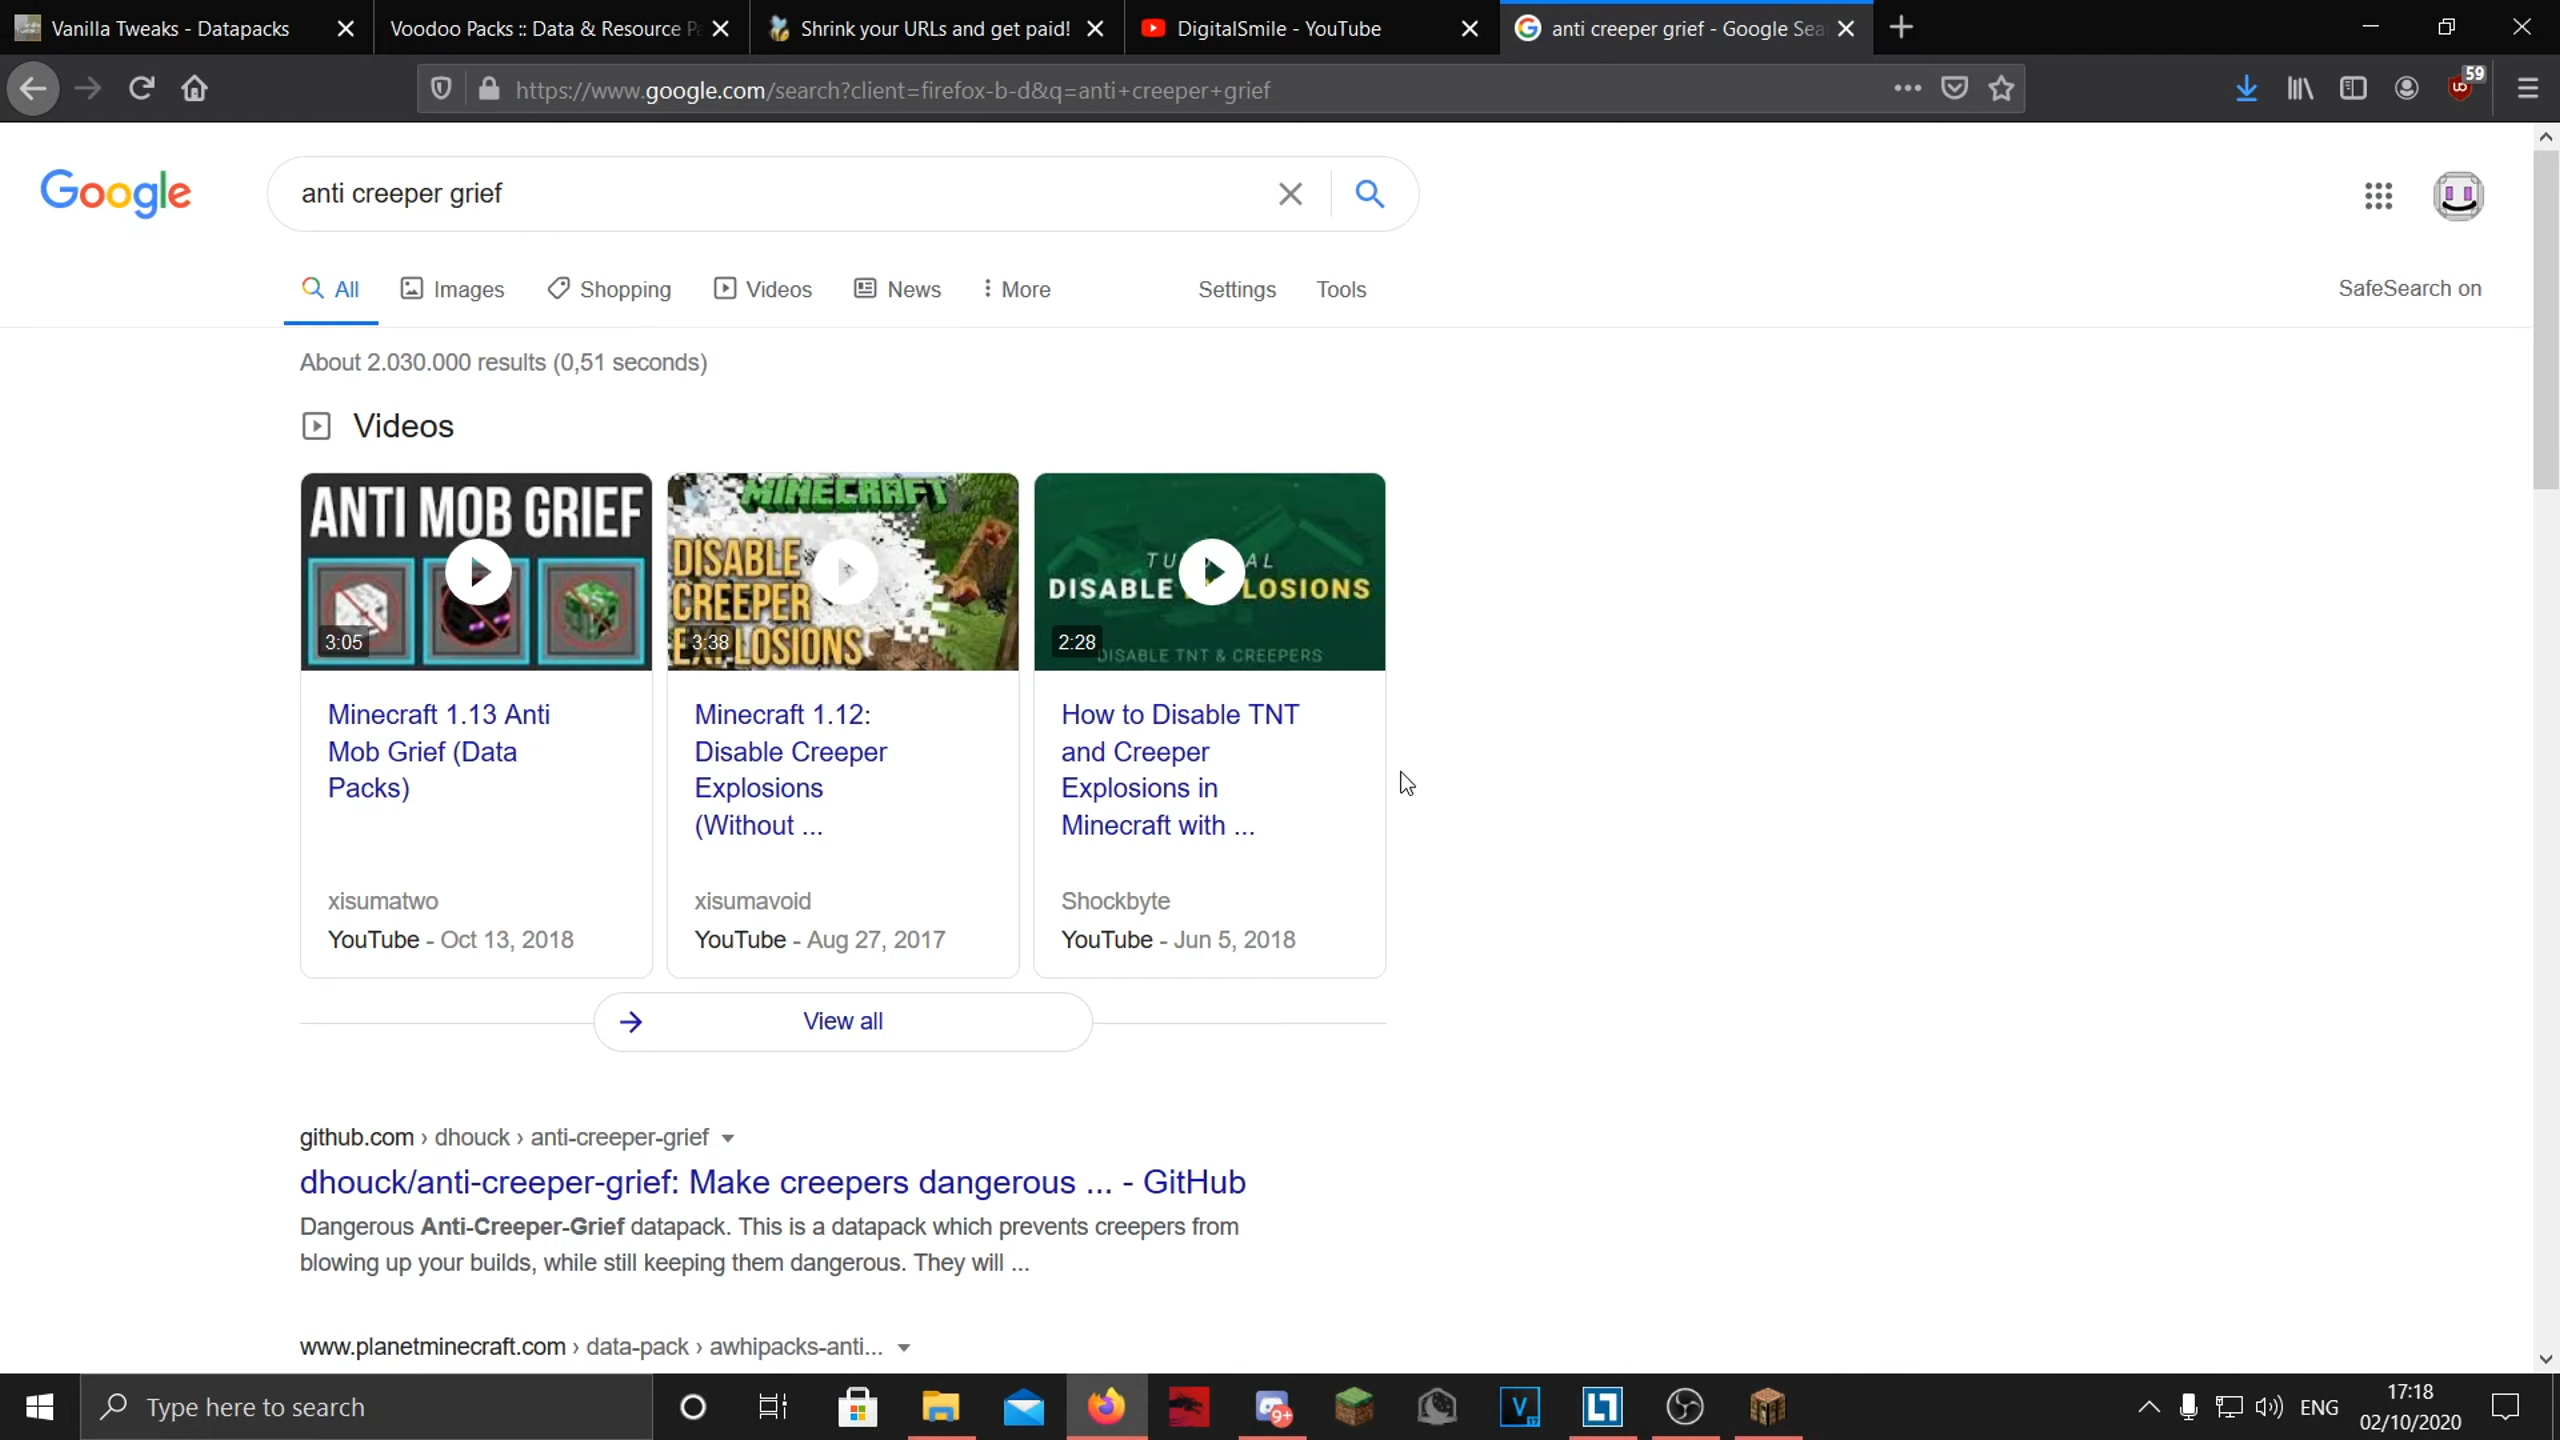 Vanilla Tweaks - Datapacks
Voodoo Packs :: Data & Resource P
Shrink your URLs and get paid!
DigitalSmile - YouTube
anti creeper grief - Google Sea
https://www.google.com/search?client=firefox-b-d&q=anti+creeper+grief
59
Google
anti creeper grief
All
Images
Shopping
Videos
News
More
Settings
Tools
SafeSearch on
About 2.030.000 results (0,51 seconds)
Videos
ANTI MOB GRIEF
3:05
MINECRAFT
DISABLE
CREEPER
EXPLOSIONS
3:38
DISABLE
2:28
DISABLE TNT & CREEPERS
Minecraft 1.13 Anti
Mob Grief (Data
Packs)
xisumatwo
YouTube - Oct 13, 2018
Minecraft 1.12:
Disable Creeper
Explosions
(Without ...
xisumavoid
YouTube - Aug 27, 2017
How to Disable TNT
and Creeper
Explosions in
Minecraft with ...
Shockbyte
YouTube - Jun 5, 2018
View all
github.com › dhouck › anti-creeper-grief
dhouck/anti-creeper-grief: Make creepers dangerous ... - GitHub
Dangerous Anti-Creeper-Grief datapack. This is a datapack which prevents creepers from
blowing up your builds, while still keeping them dangerous. They will ...
www.planetminecraft.com › data-pack › awhipacks-anti...
Type here to search
9+
V
ENG
17:18
02/10/2020